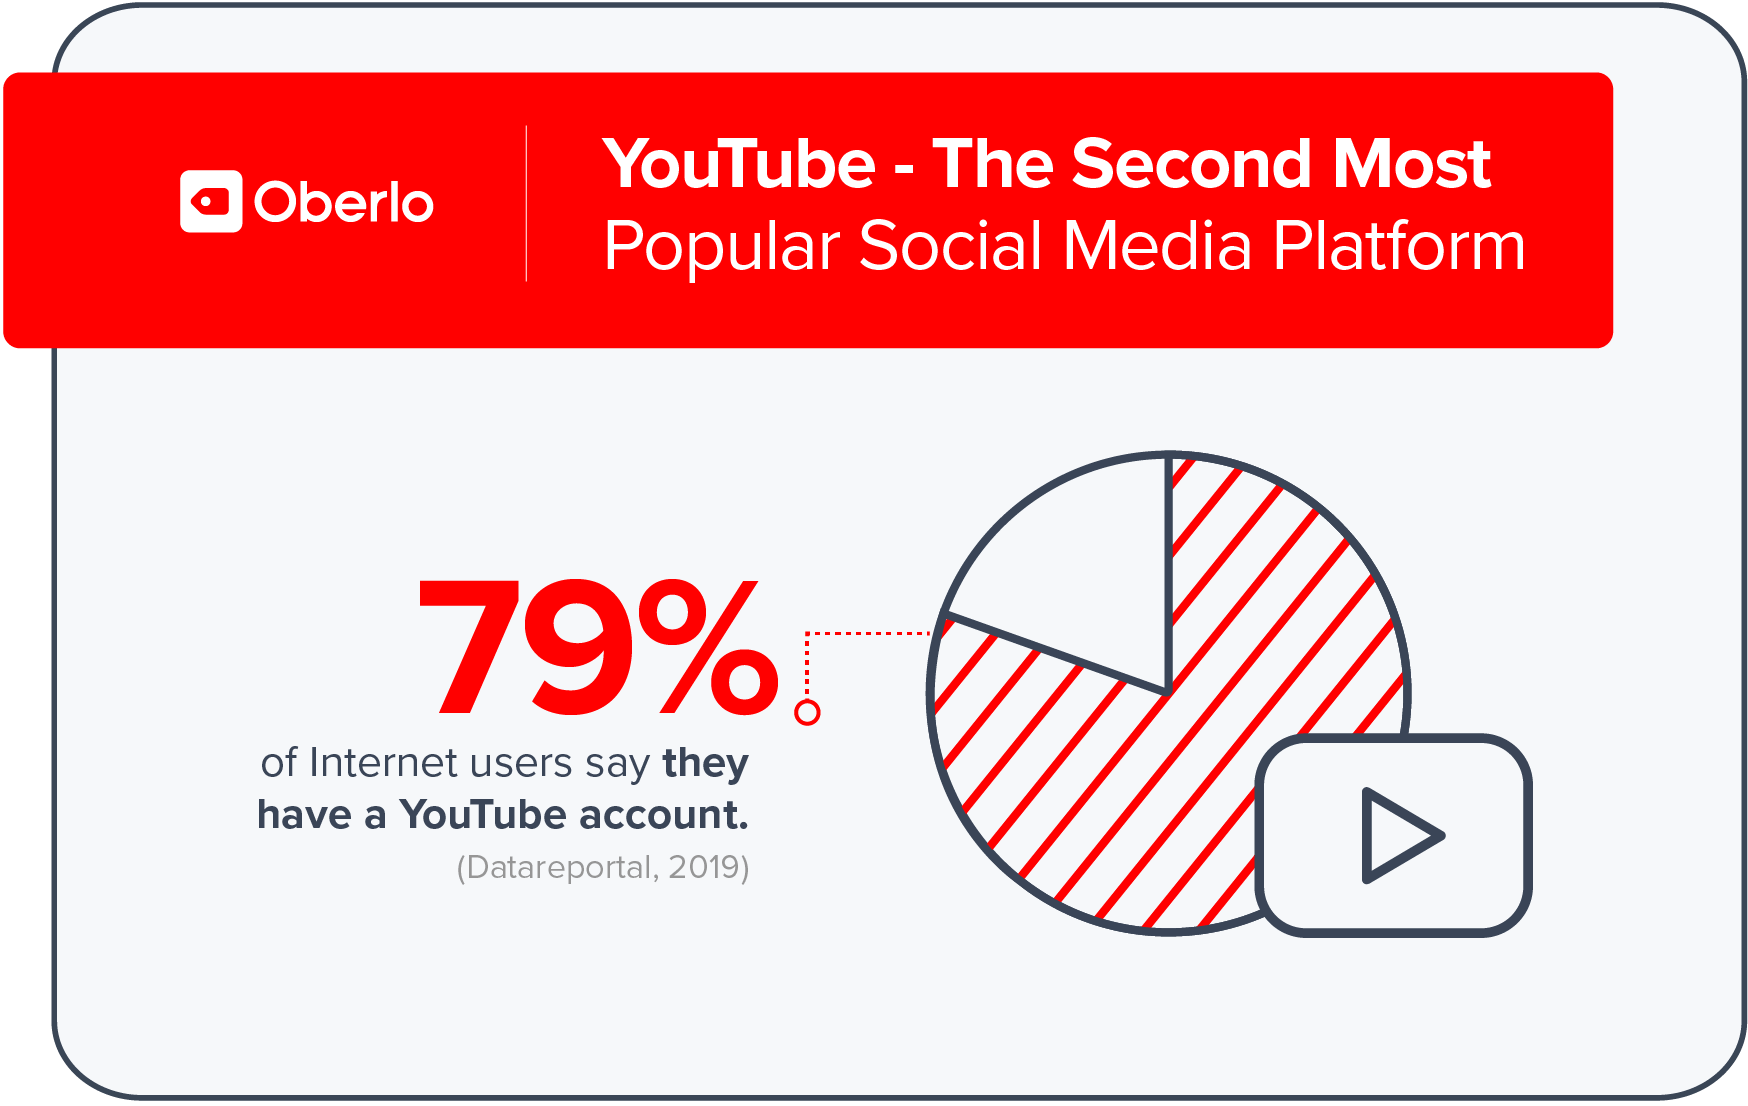 Oberlo
YouTube - The Second Most
Popular Social Media Platform
79%
of Internet users say they
have a YouTube account.
(Datareportal, 2019)